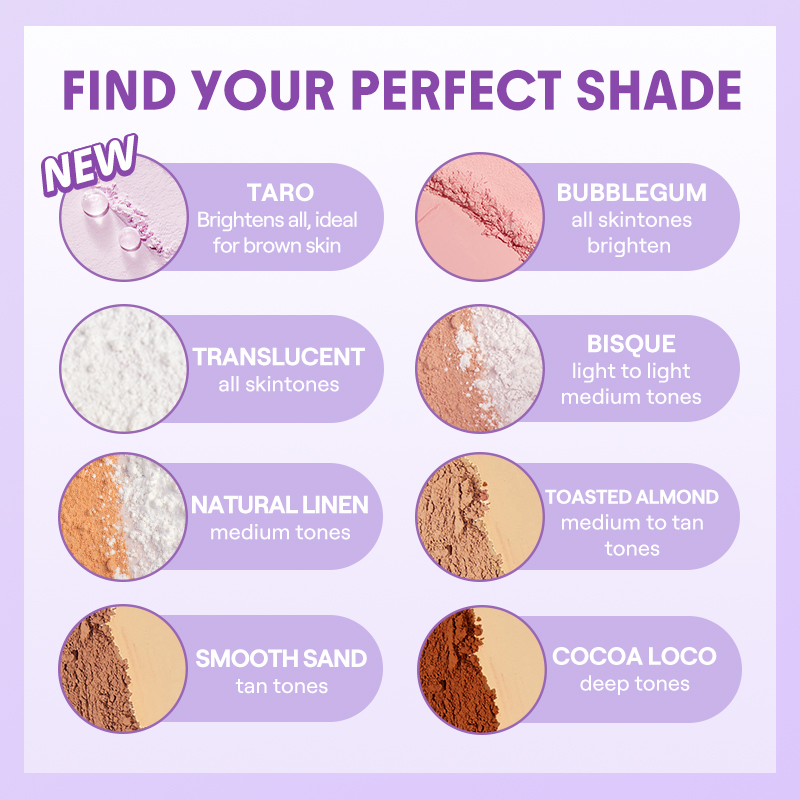 FIND YOUR PERFECT SHADE
NEW
TARO
Brightens all, ideal
for brown skin
BUBBLEGUM
all skintones
brighten
TRANSLUCENT
all skintones
BISQUE
light to light
medium tones
NATURAL LINEN
medium tones
TOASTED ALMOND
medium to tan
tones
SMOOTH SAND
tan tones
COCOA LOCO
deep tones